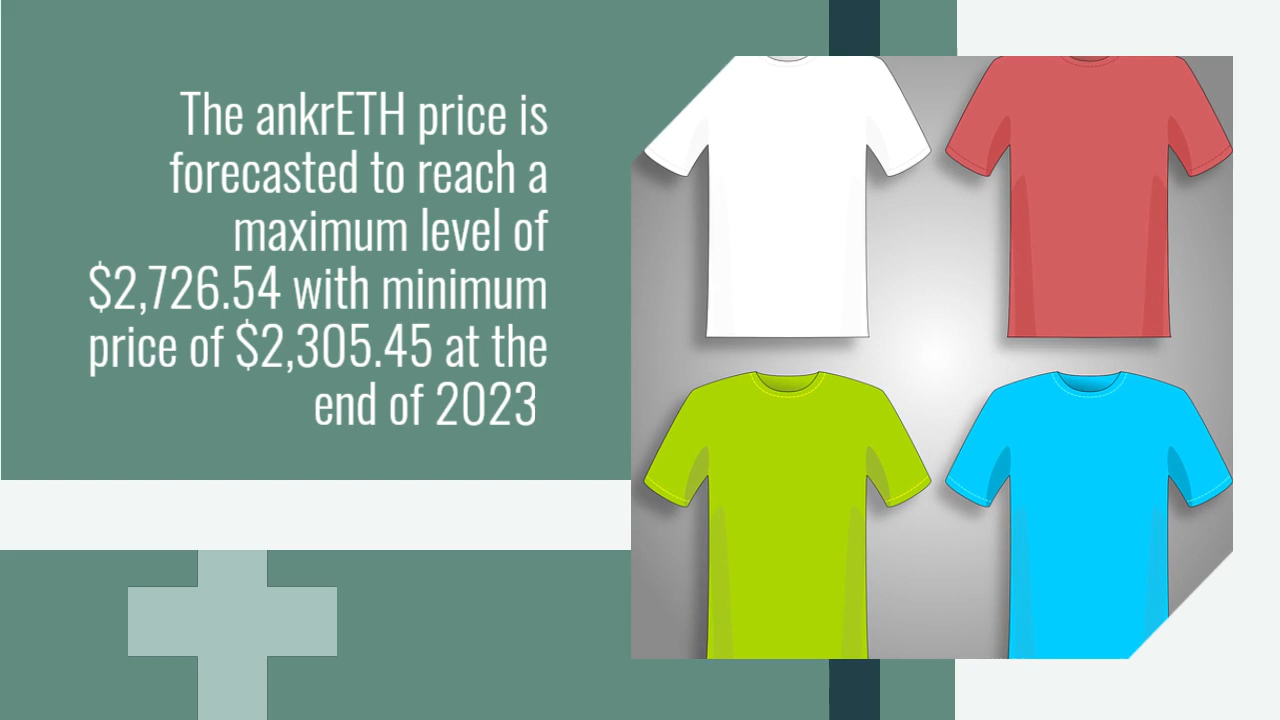 The ankrETH price is
forecasted to reach a
maximum level of
$2,726.54 with minimum
price of $2,305.45 at the
end of 2023